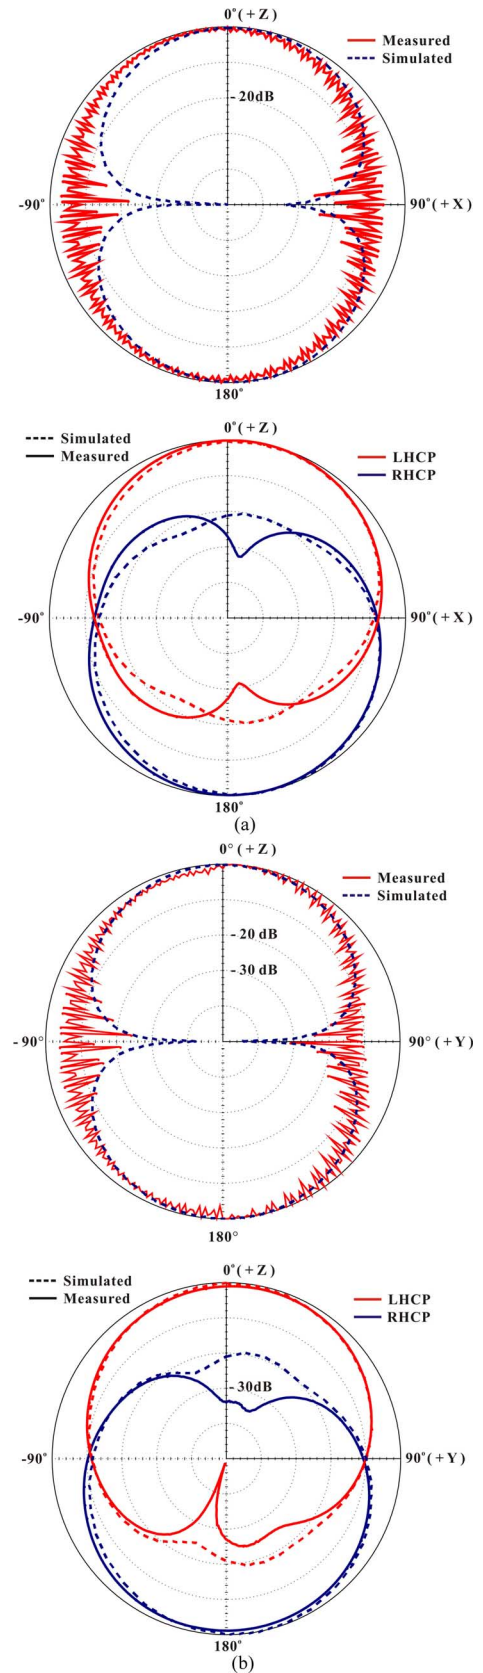 0°(+Z)
Measured
Simulated
-20dB
-90°
90°(+X)
180°
0°(+Z)
Simulated
Measured
LHCP
RHCP
-90°
90°(+X)
180°
(a)
0°(+Z)
Measured
Simulated
-20 dB
-30 dB
-90°
90°(+Y)
180°
0°(+Z)
Simulated
Measured
LHCP
RHCP
-30dB
-90°
90°(+Y)
180°
(b)